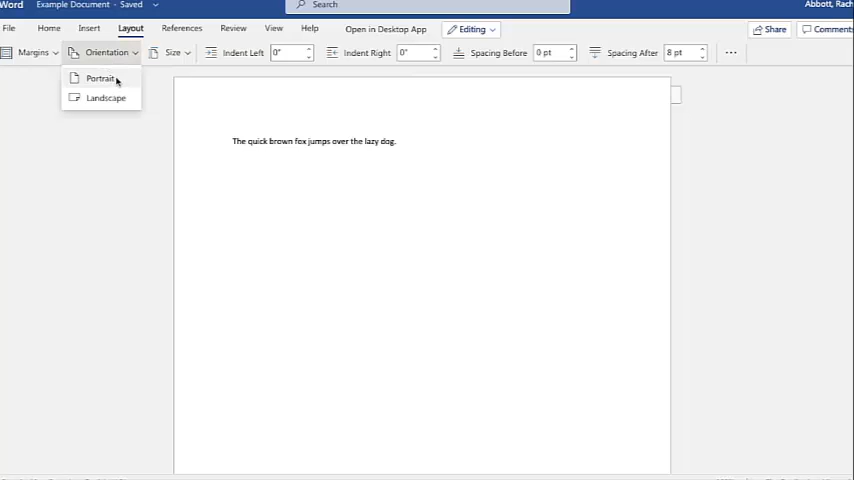 Word Example Document - Saved Search Abbott, Rach
File Home Insert Layout References Review View Help Open in Desktop App Editing Share Comments
Margins Orientation Size Indent Left 0" Indent Right 0" Spacing Before 0 pt Spacing After 8 pt ...
Portrait
Landscape
The quick brown fox jumps over the lazy dog.